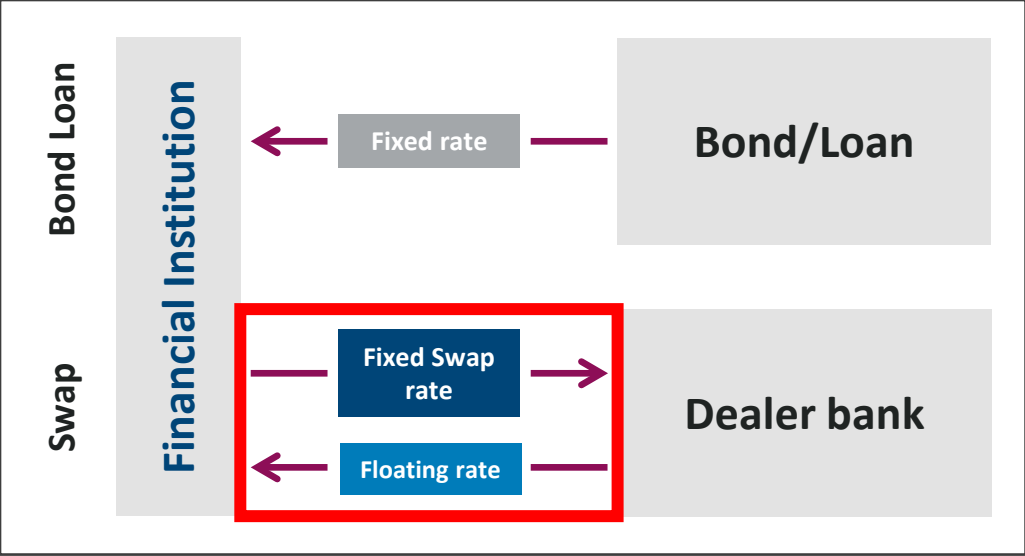 Bond Loan
Financial Institution
Fixed rate
Bond/Loan
Swap
Fixed Swap
rate
Floating rate
Dealer bank